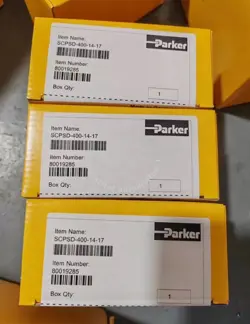 Item Name:
SCPSD-400-14-17
Parker
Item Number:
80019285
Box Qty:
1
Item Name:
SCPSD-400-14-17
Parker
Item Number:
80019285
Box Qty:
1
Item Name:
SCPSD-400-14-17
Parker
Item Number:
80019285
Box Qty:
1